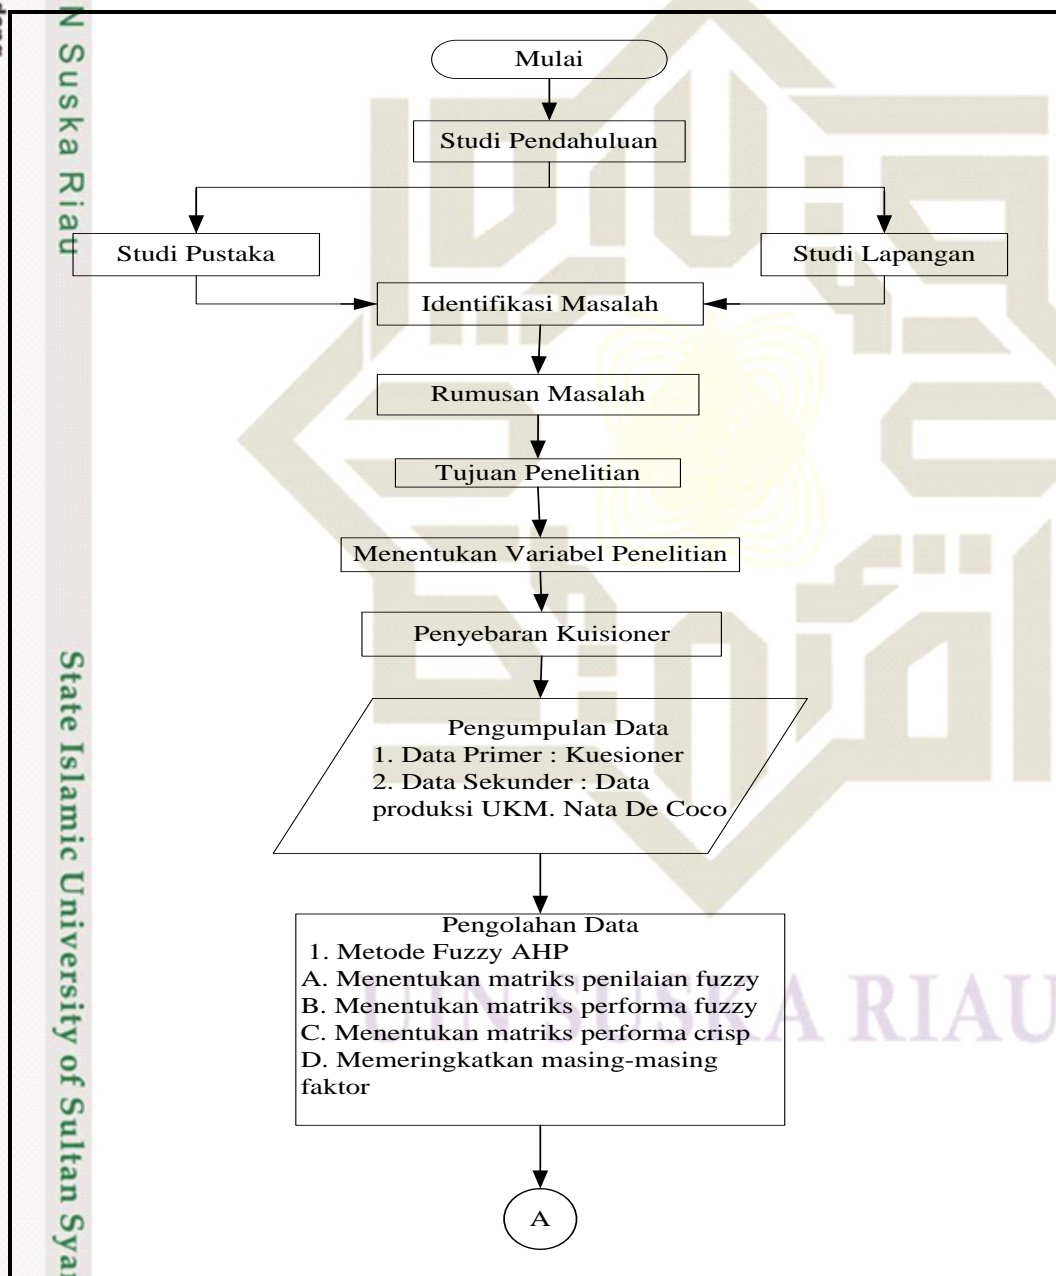 N Suska Riau
State Islamic University of Sultan Syar
Mulai
Studi Pendahuluan
Studi Pustaka
Studi Lapangan
Identifikasi Masalah
Rumusan Masalah
Tujuan Penelitian
Menentukan Variabel Penelitian
Penyebaran Kuisioner
Pengumpulan Data
1. Data Primer : Kuesioner
2. Data Sekunder : Data
produksi UKM. Nata De Coco
Pengolahan Data
1. Metode Fuzzy AHP
A. Menentukan matriks penilaian fuzzy
B. Menentukan matriks performa fuzzy
C. Menentukan matriks performa crisp
D. Memeringkatkan masing-masing
faktor
UIN SUSKA RIAU
A